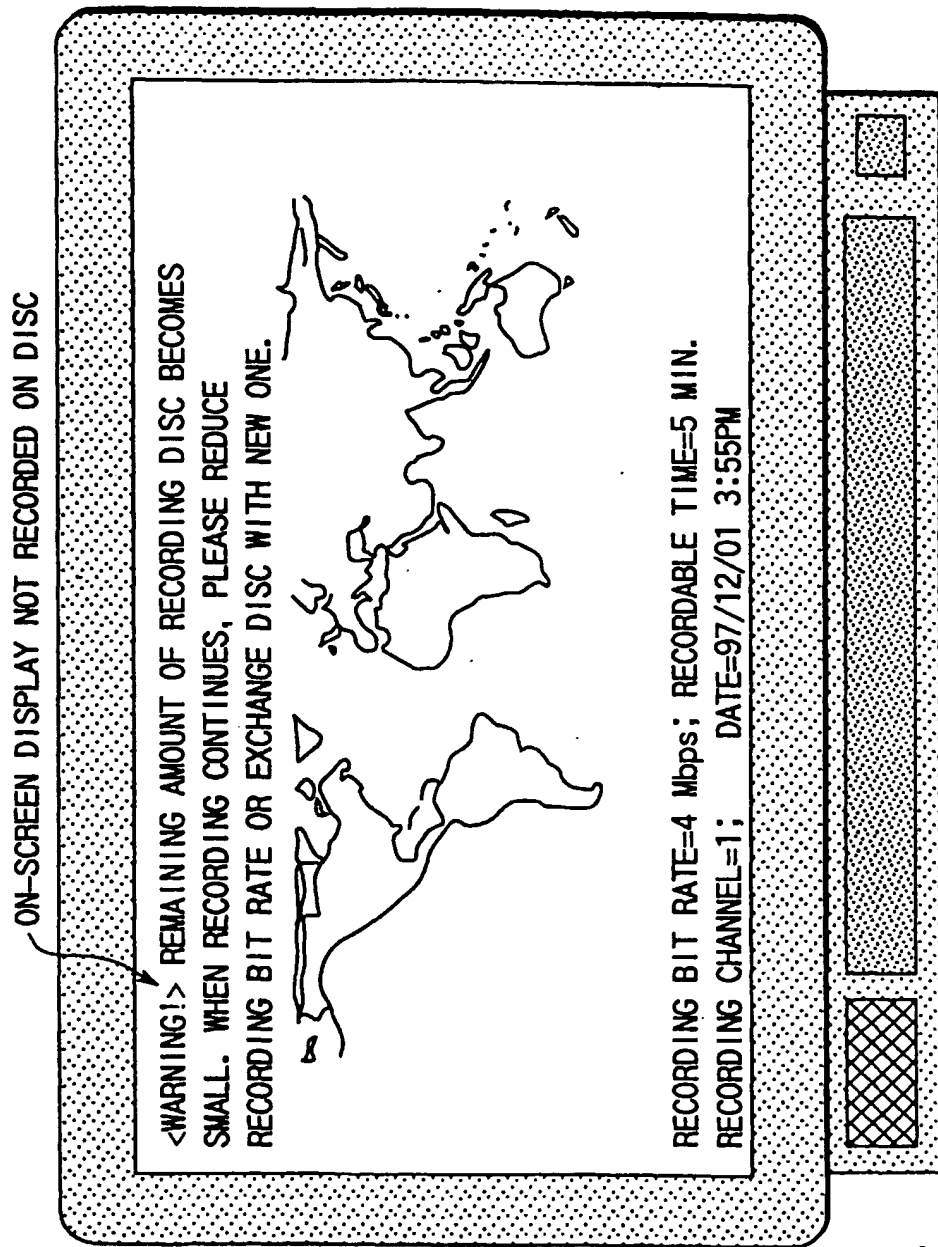 ON-SCREEN DISPLAY NOT RECORDED ON DISC
<WARNING!> REMAINING AMOUNT OF RECORDING DISC BECOMES
SMALL. WHEN RECORDING CONTINUES, PLEASE REDUCE
RECORDING BIT RATE OR EXCHANGE DISC WITH NEW ONE.
RECORDING BIT RATE=4 Mbps; RECORDABLE TIME=5 MIN.
RECORDING CHANNEL=1; DATE=97/12/01 3:55PM